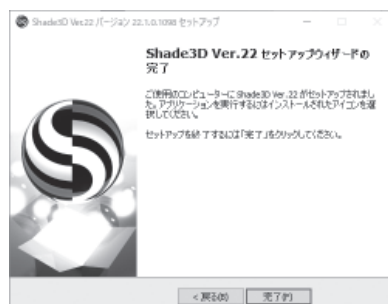 Shade3D Ver.22 バージョン 22.1.0.1098 セットアップ
Shade3D Ver.22 セットアップウィザードの
完了
ご使用のコンピューターに Shade3D Ver.22 がセットアップされまし
た。アプリケーションを実行するにはインストールされたアイコンを選
択してください。
セットアップを終了するには「完了」をクリックしてください。
< 戻る(B)
完了(F)